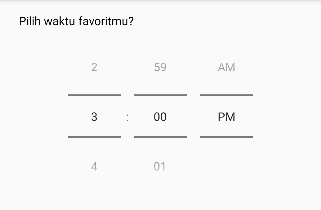 Pilih waktu favoritmu?
2 59 AM
3 : 00 PM
4 01